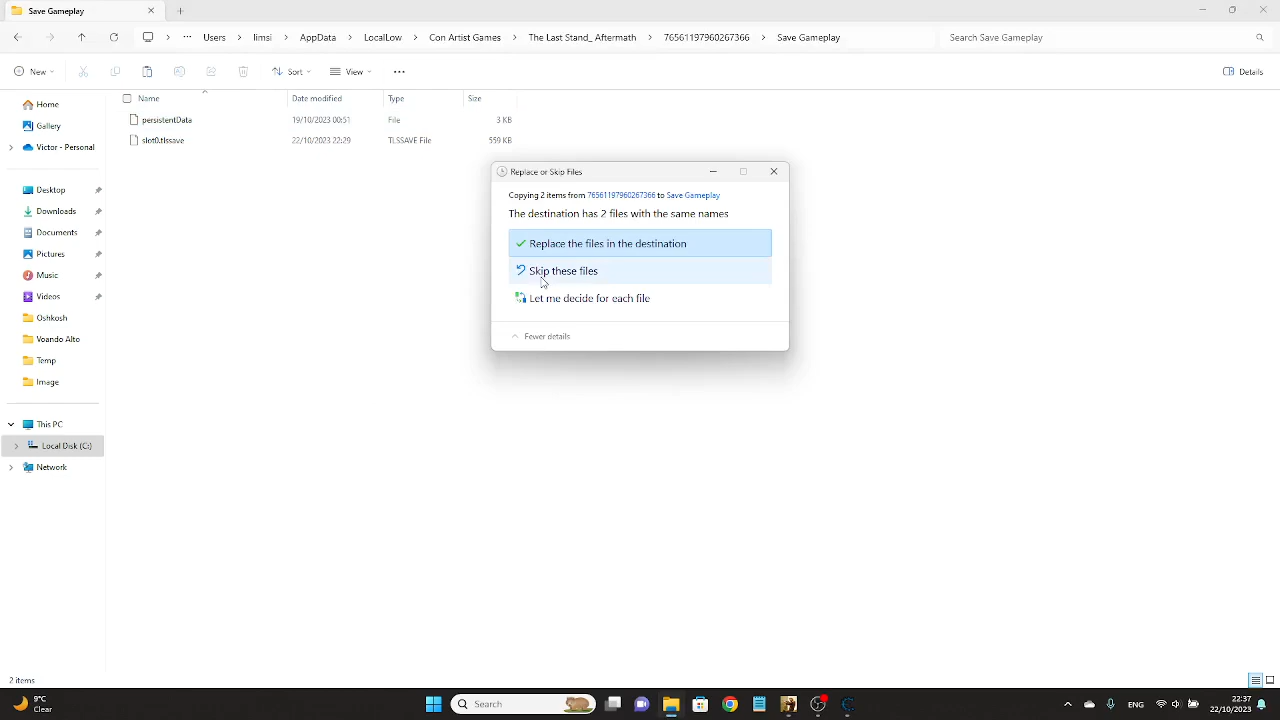 Save Gameplay
Users > limsi > AppData > LocalLow > Con Artist Games > The Last Stand_ Aftermath > 76561197960267366 > Save Gameplay
Search Save Gameplay
New
Sort
View
Details
Home
Gallery
Victor - Personal
Desktop
Downloads
Documents
Pictures
Music
Videos
Oshkosh
Voando Alto
Temp
Image
This PC
Local Disk (C:)
Network
Name Date modified Type Size
persistentData 19/10/2023 00:51 File 3 KB
slot0.tlssave 22/10/2023 22:29 TLSSAVE File 559 KB
Replace or Skip Files
Copying 2 items from 76561197960267366 to Save Gameplay
The destination has 2 files with the same names
Replace the files in the destination
Skip these files
Let me decide for each file
Fewer details
2 items
9°C
Clear
Search
ENG
22:37
22/10/2023